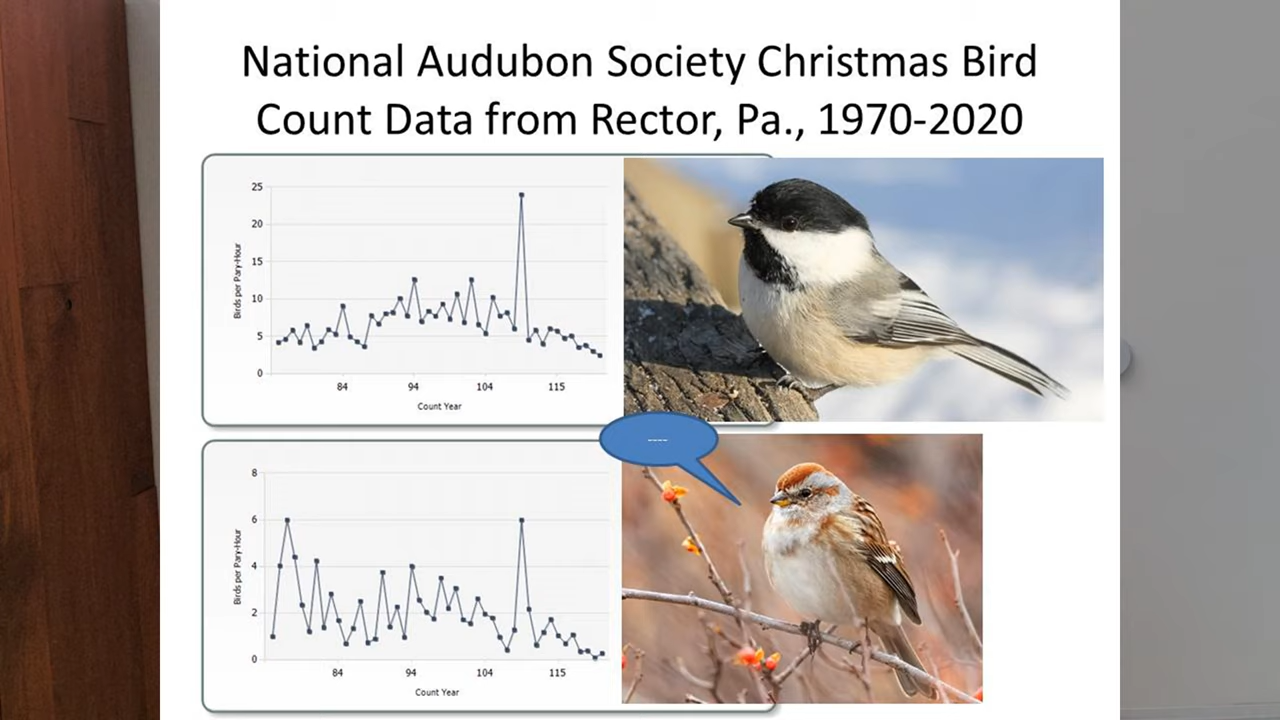 National Audubon Society Christmas Bird
Count Data from Rector, Pa., 1970-2020
25
20
15
10
5
0
Birds per Pary-Hour
84 94 104 115
Count Year
----
8
6
4
2
0
Birds per Pary-Hour
84 94 104 115
Count Year